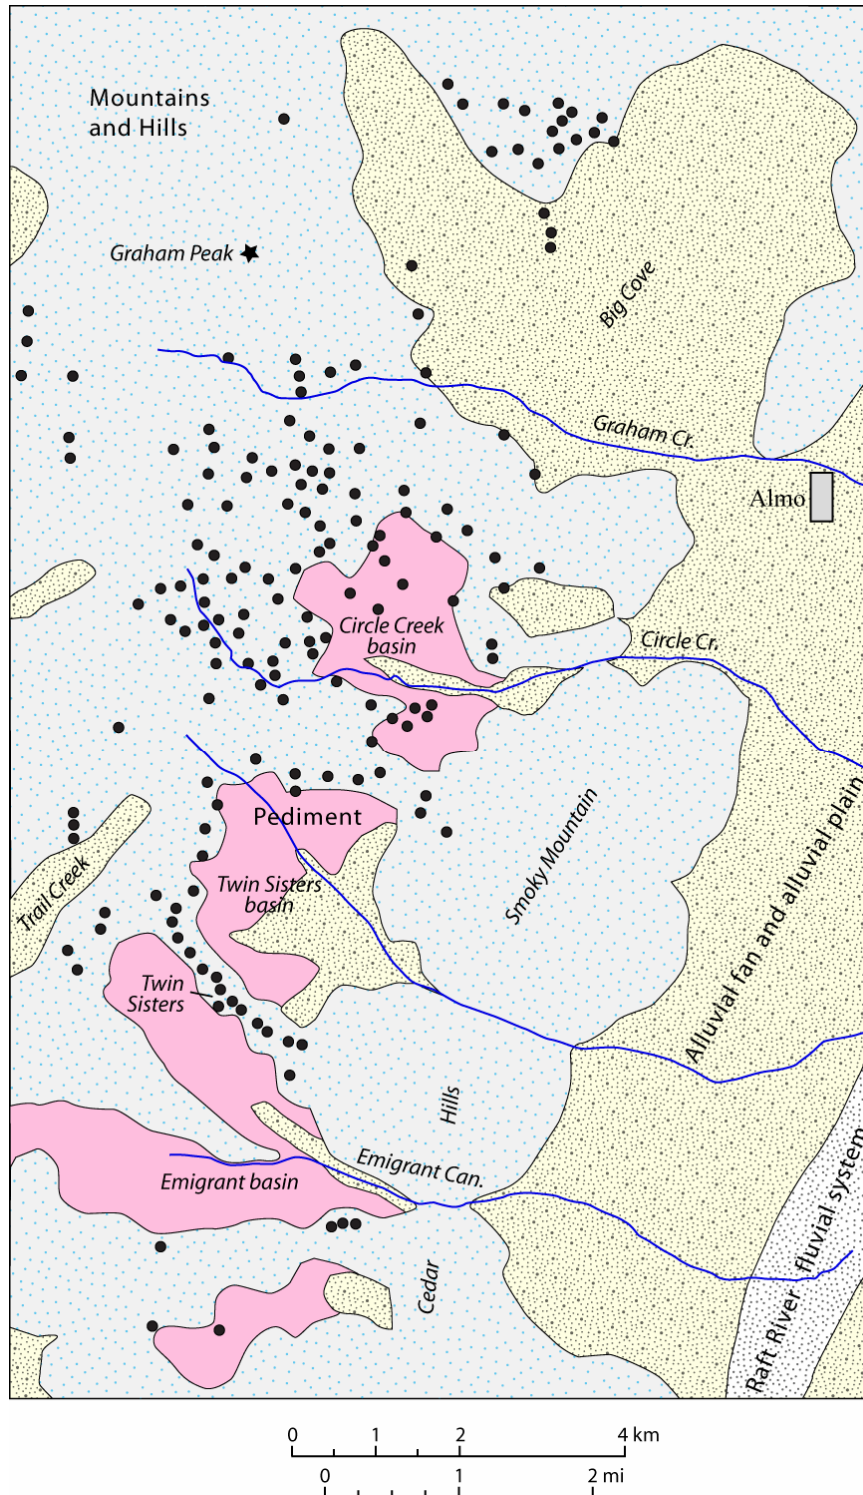 Mountains
and Hills
Graham Peak
Big Cove
Graham Cr.
Almo
Circle Creek
basin
Circle Cr.
Pediment
Smoky Mountain
Twin Sisters
basin
Trail Creek
Twin
Sisters
Alluvial fan and alluvial plain
Hills
Emigrant Can.
Emigrant basin
Cedar
Raft River fluvial system
0 1 2 4 km
0 1 2 mi